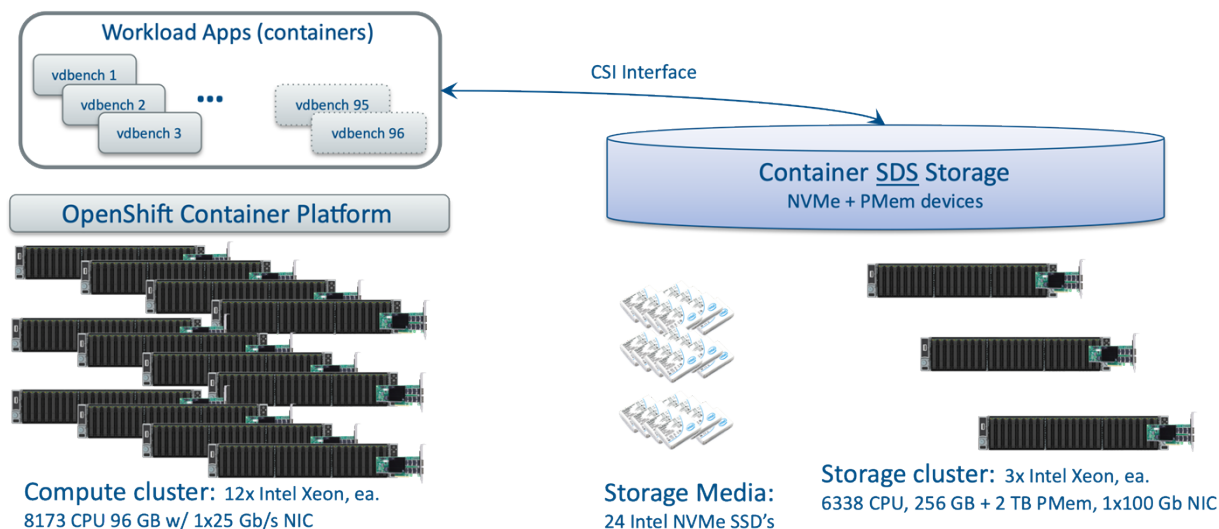 Workload Apps (containers)
vdbench 1
vdbench 2
vdbench 3
...
vdbench 95
vdbench 96
CSI Interface
Container SDS Storage
NVMe + PMem devices
OpenShift Container Platform
Compute cluster: 12x Intel Xeon, ea.
8173 CPU 96 GB w/ 1x25 Gb/s NIC
Storage Media:
24 Intel NVMe SSD's
Storage cluster: 3x Intel Xeon, ea.
6338 CPU, 256 GB + 2 TB PMem, 1x100 Gb NIC